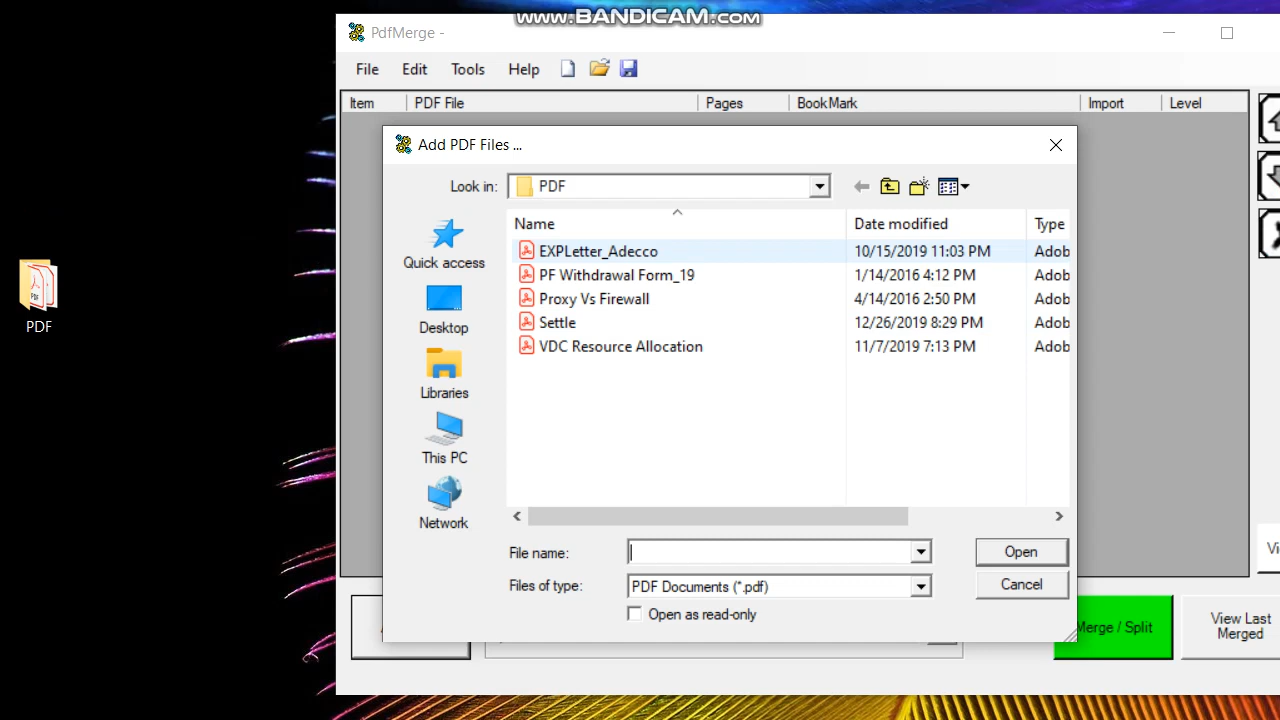 www.BANDICAM.com
PdfMerge -
File Edit Tools Help
Item PDF File Pages BookMark Import Level
Add PDF Files ...
Look in: PDF
Name Date modified Type
Quick access
EXPLetter_Adecco 10/15/2019 11:03 PM Adob
PF Withdrawal Form_19 1/14/2016 4:12 PM Adob
Proxy Vs Firewall 4/14/2016 2:50 PM Adob
Settle 12/26/2019 8:29 PM Adob
VDC Resource Allocation 11/7/2019 7:13 PM Adob
Desktop
Libraries
This PC
Network
PDF
PDF
File name: Open
Files of type: PDF Documents (*.pdf) Cancel
Open as read-only
Vi
Merge / Split
View Last
Merged